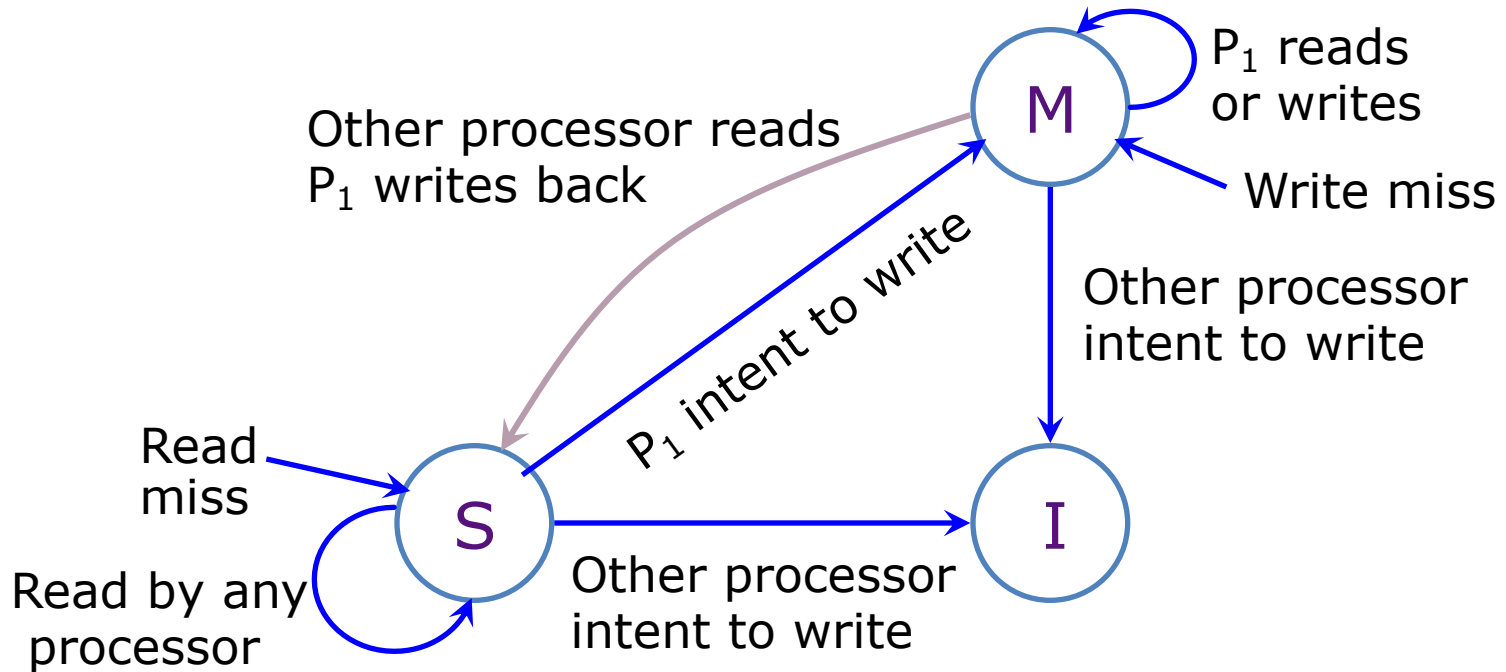 M
P₁ reads
or writes
Other processor reads
P₁ writes back
Write miss
P₁ intent to write
Other processor
intent to write
Read
miss
S
I
Read by any
processor
Other processor
intent to write